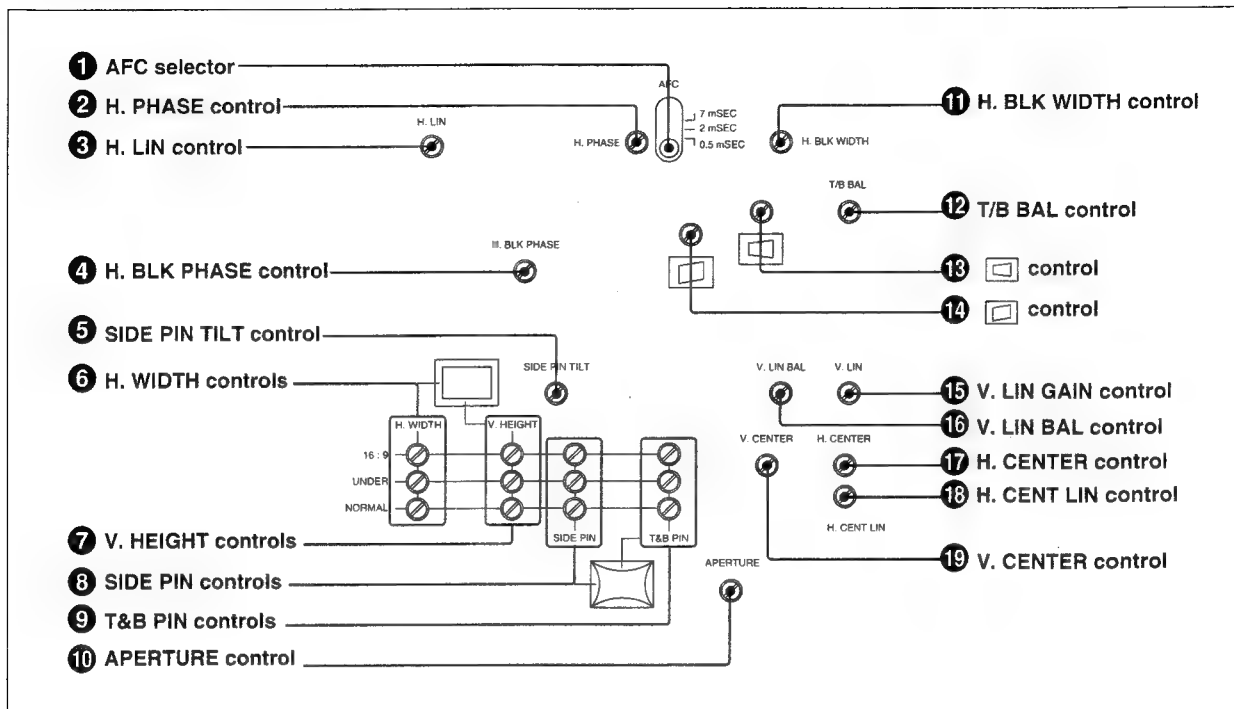 1 AFC selector
2 H. PHASE control
3 H. LIN control
4 H. BLK PHASE control
5 SIDE PIN TILT control
6 H. WIDTH controls
7 V. HEIGHT controls
8 SIDE PIN controls
9 T&B PIN controls
10 APERTURE control
H. LIN
AFC
H. PHASE
7 mSEC
2 mSEC
0.5 mSEC
H. BLK WIDTH
T/B BAL
III. BLK PHASE
SIDE PIN TILT
V. LIN BAL
V. LIN
H. WIDTH
V. HEIGHT
16 : 9
UNDER
NORMAL
SIDE PIN
T&B PIN
V. CENTER
H. CENTER
H. CENT LIN
APERTURE
11 H. BLK WIDTH control
12 T/B BAL control
13 control
14 control
15 V. LIN GAIN control
16 V. LIN BAL control
17 H. CENTER control
18 H. CENT LIN control
19 V. CENTER control